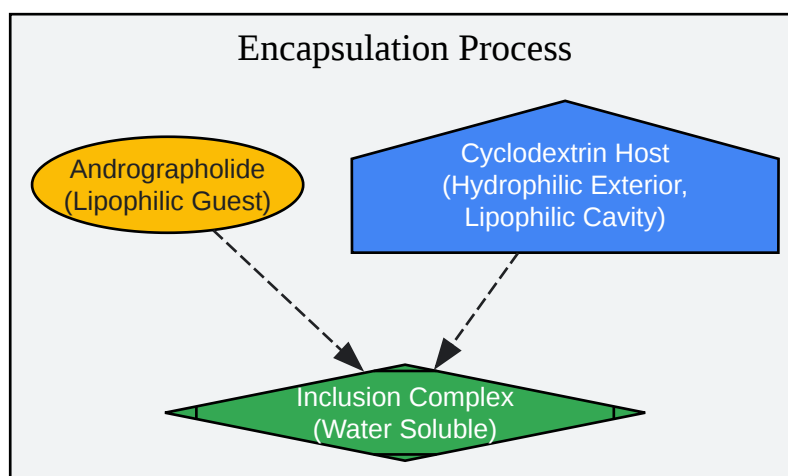 Encapsulation Process
Andrographolide
(Lipophilic Guest)
Cyclodextrin Host
(Hydrophilic Exterior,
Lipophilic Cavity)
Inclusion Complex
(Water Soluble)